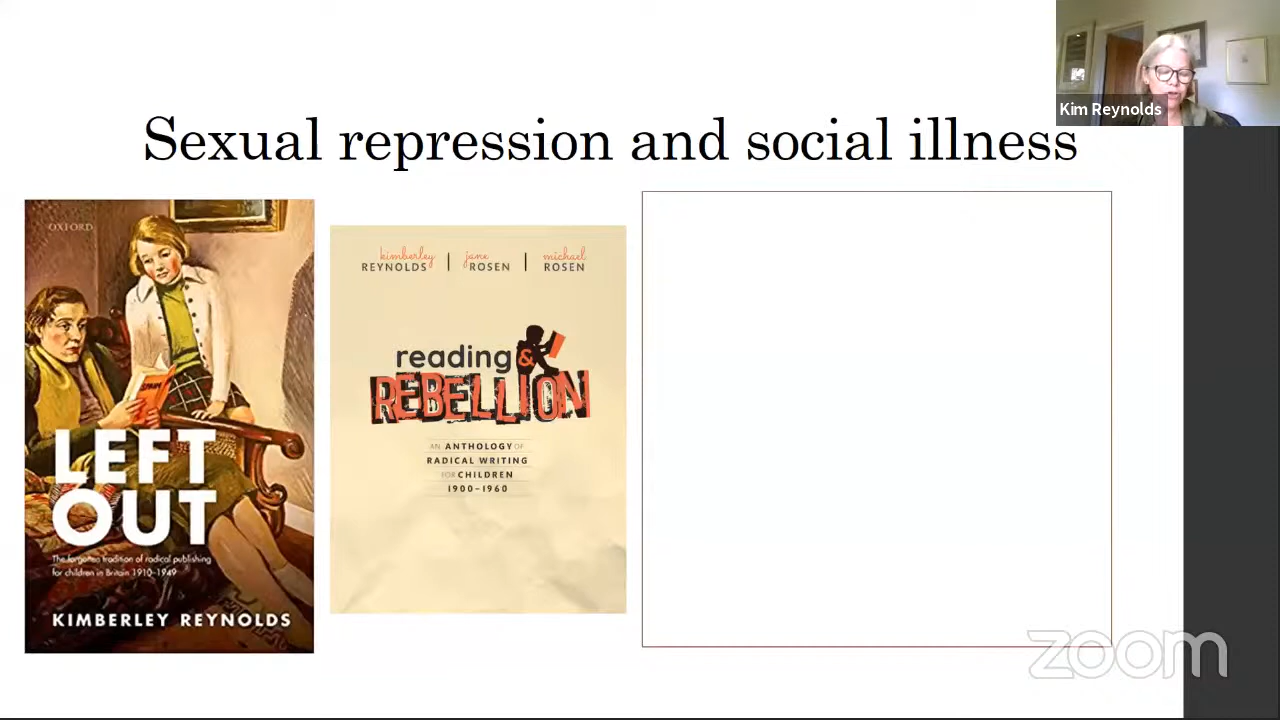 Kim Reynolds
Sexual repression and social illness
OXFORD
SPAIN
LEFT
OUT
The forgotten tradition of radical publishing
for children in Britain 1910–1949
KIMBERLEY REYNOLDS
kimberley REYNOLDS | jane ROSEN | michael ROSEN
reading &
REBELLION
AN ANTHOLOGY OF
RADICAL WRITING
FOR CHILDREN
1900–1960
zoom